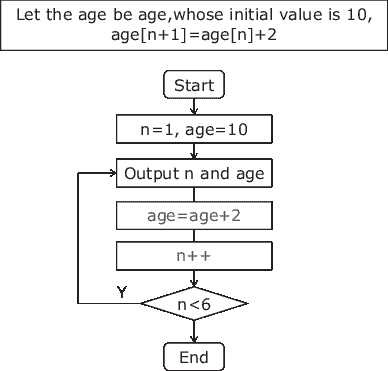 Let the age be age,whose initial value is 10,
age[n+1]=age[n]+2
Start
n=1, age=10
Output n and age
age=age+2
n++
Y
n<6
End